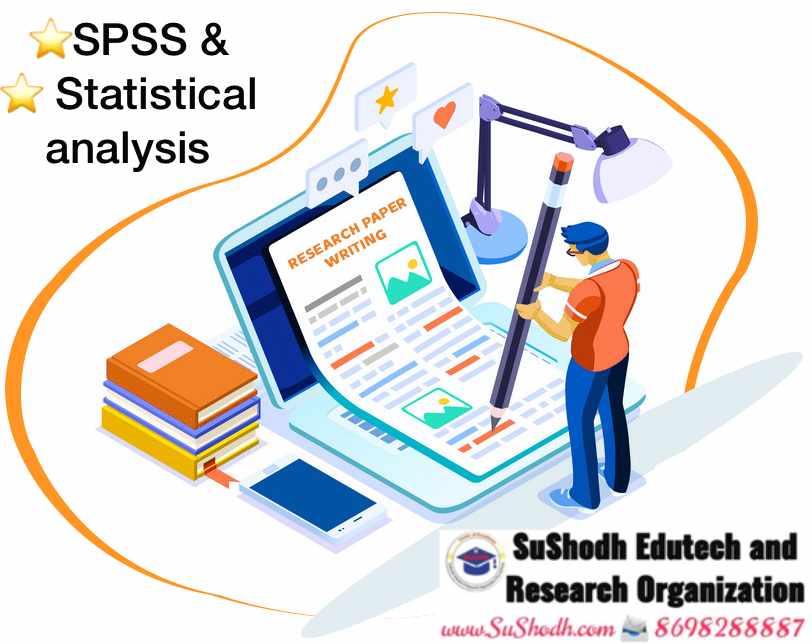 ⭐SPSS &
⭐ Statistical
analysis
RESEARCH PAPER
WRITING
SuShodh Edutech and
Research Organization
www.SuShodh.com 8698288887